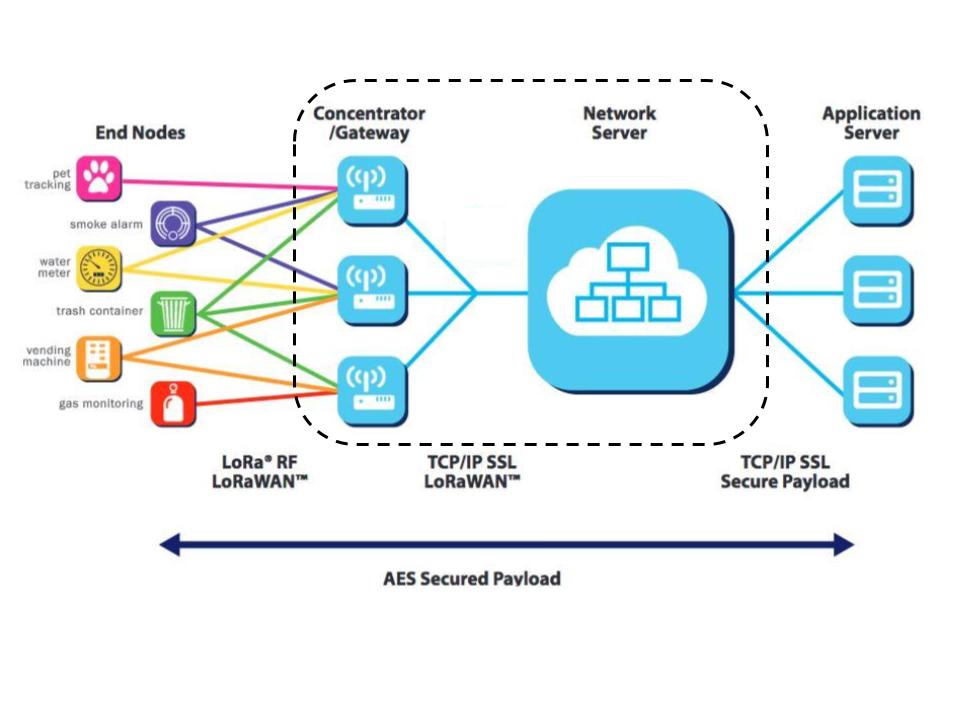 End Nodes
Concentrator
/Gateway
Network
Server
Application
Server
pet
tracking
smoke alarm
water
meter
trash container
vending
machine
gas monitoring
LoRa® RF
LoRaWAN™
TCP/IP SSL
LoRaWAN™
TCP/IP SSL
Secure Payload
AES Secured Payload